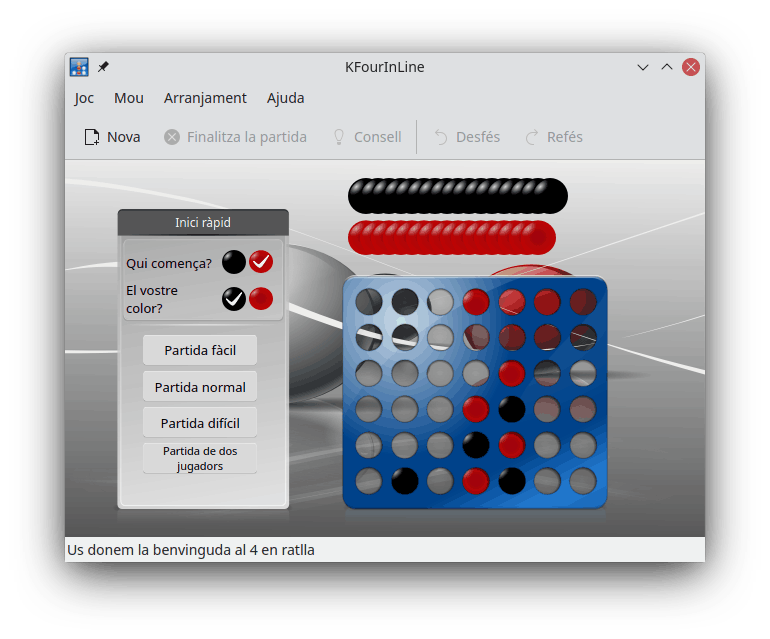 KFourInLine
Joc Mou Arranjament Ajuda
Nova Finalitza la partida Consell Desfés Refés
Inici ràpid
Qui comença?
El vostre
color?
Partida fàcil
Partida normal
Partida difícil
Partida de dos
jugadors
Us donem la benvinguda al 4 en ratlla